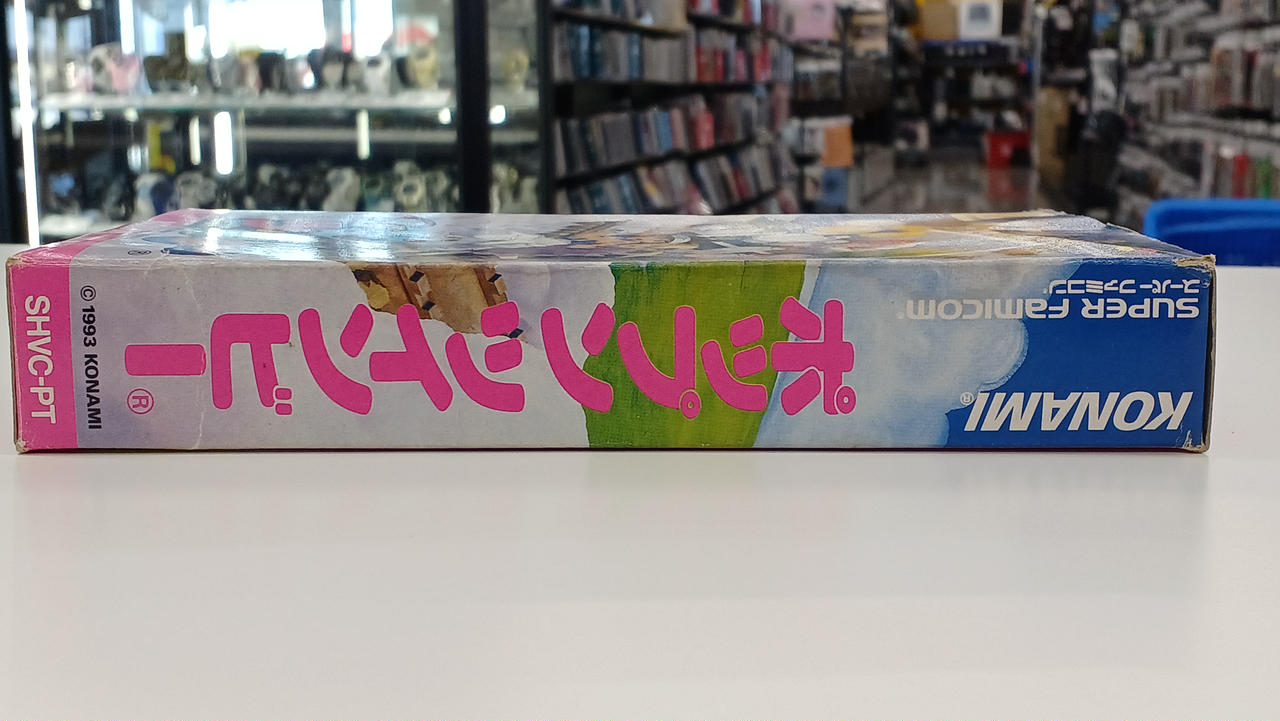 KONAMI®
SUPER FAMICOM
スーパーファミコン
ポップンツインビー®
© 1993 KONAMI
SHVC-PT